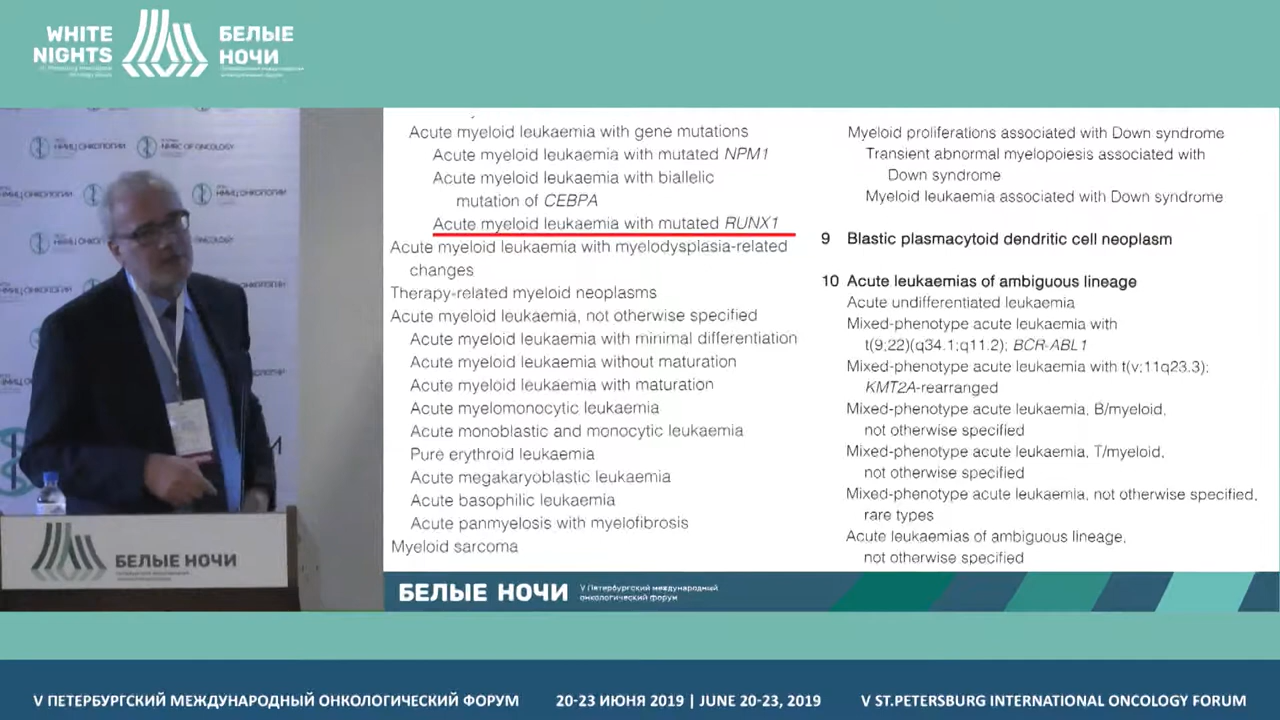 WHITE
NIGHTS
БЕЛЫЕ
НОЧИ
НМИЦ ОНКОЛОГИИ
NMRC OF ONCOLOGY
БЕЛЫЕ НОЧИ
Acute myeloid leukaemia with gene mutations
Acute myeloid leukaemia with mutated NPM1
Acute myeloid leukaemia with biallelic
mutation of CEBPA
Acute myeloid leukaemia with mutated RUNX1
Acute myeloid leukaemia with myelodysplasia-related
changes
Therapy-related myeloid neoplasms
Acute myeloid leukaemia, not otherwise specified
Acute myeloid leukaemia with minimal differentiation
Acute myeloid leukaemia without maturation
Acute myeloid leukaemia with maturation
Acute myelomonocytic leukaemia
Acute monoblastic and monocytic leukaemia
Pure erythroid leukaemia
Acute megakaryoblastic leukaemia
Acute basophilic leukaemia
Acute panmyelosis with myelofibrosis
Myeloid sarcoma
Myeloid proliferations associated with Down syndrome
Transient abnormal myelopoiesis associated with
Down syndrome
Myeloid leukaemia associated with Down syndrome
9 Blastic plasmacytoid dendritic cell neoplasm
10 Acute leukaemias of ambiguous lineage
Acute undifferentiated leukaemia
Mixed-phenotype acute leukaemia with
t(9;22)(q34.1;q11.2); BCR-ABL1
Mixed-phenotype acute leukaemia with t(v;11q23.3);
KMT2A-rearranged
Mixed-phenotype acute leukaemia, B/myeloid,
not otherwise specified
Mixed-phenotype acute leukaemia, T/myeloid,
not otherwise specified
Mixed-phenotype acute leukaemia, not otherwise specified,
rare types
Acute leukaemias of ambiguous lineage,
not otherwise specified
БЕЛЫЕ НОЧИ
V Петербургский международный
онкологический форум
V ПЕТЕРБУРГСКИЙ МЕЖДУНАРОДНЫЙ ОНКОЛОГИЧЕСКИЙ ФОРУМ
20-23 ИЮНЯ 2019 | JUNE 20-23, 2019
V ST.PETERSBURG INTERNATIONAL ONCOLOGY FORUM